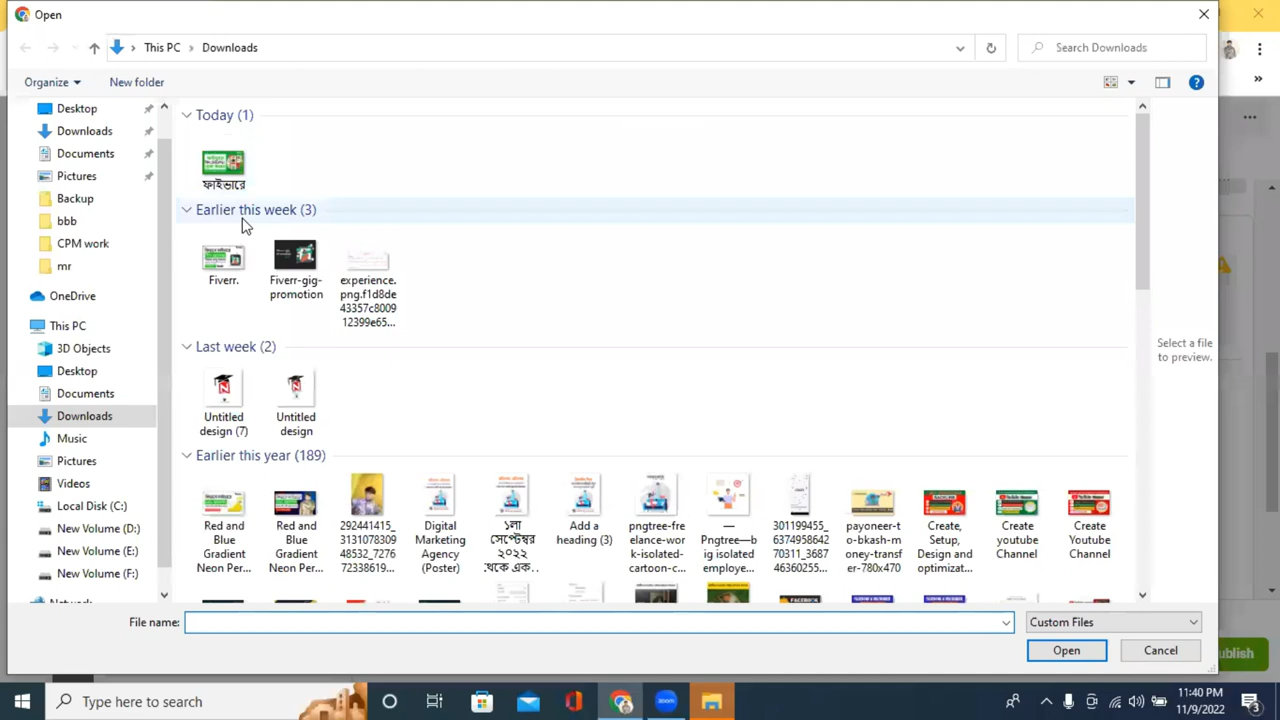 Open
This PC
Downloads
Search Downloads
Organize
New folder
Desktop
Downloads
Documents
Pictures
Backup
bbb
CPM work
mr
OneDrive
This PC
3D Objects
Desktop
Documents
Downloads
Music
Pictures
Videos
Local Disk (C:)
New Volume (D:)
New Volume (E:)
New Volume (F:)
Today (1)
ফাইভারে
Earlier this week (3)
Fiverr.
Fiverr-gig-
promotion
experience.
png.f1d8de
43357c8009
12399e65...
Last week (2)
Untitled
design (7)
Untitled
design
Earlier this year (189)
Red and
Blue
Gradient
Neon Per...
Red and
Blue
Gradient
Neon Per...
292441415_
3131078309
48532_7276
72338619...
Digital
Marketing
Agency
(Poster)
১লা
সেপ্টেম্বর
২০২২
থেকে এক...
Add a
heading (3)
pngtree-fre
elance-wor
k-isolated-
cartoon-c...
—
Pngtree—b
ig isolated
employe...
301199455_
6374958642
70311_3687
46360255...
payoneer-t
o-bkash-m
oney-transf
er-780x470
Create,
Setup,
Design and
optimizat...
Create
youtube
Channel
Create
Youtube
Channel
Select a file
to preview.
File name:
Custom Files
Open
Cancel
ublish
Type here to search
zoom
11:40 PM
11/9/2022
3